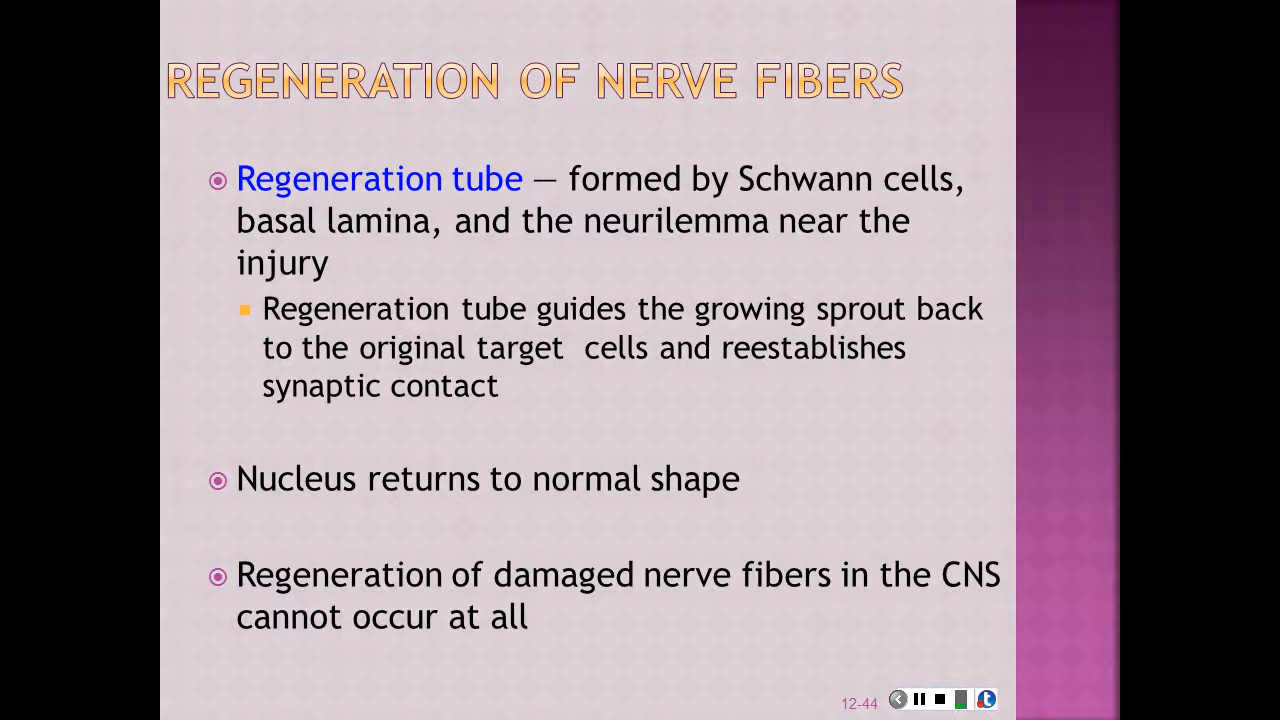 REGENERATION OF NERVE FIBERS
Regeneration tube — formed by Schwann cells,
basal lamina, and the neurilemma near the
injury
Regeneration tube guides the growing sprout back
to the original target cells and reestablishes
synaptic contact
Nucleus returns to normal shape
Regeneration of damaged nerve fibers in the CNS
cannot occur at all
12-44
t